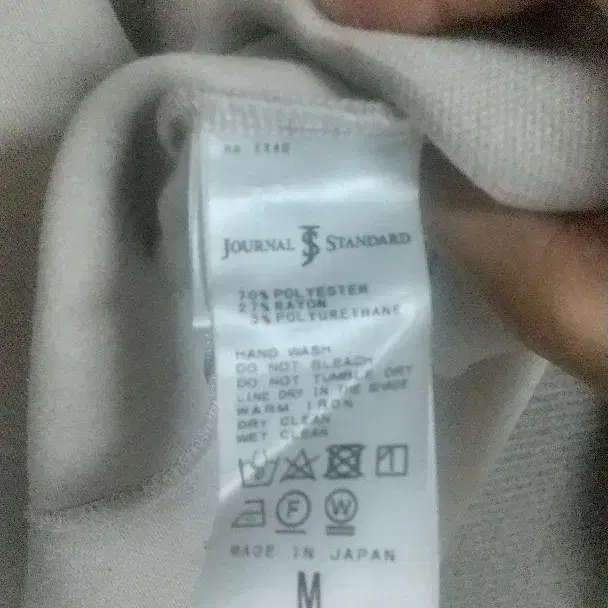 JOURNAL JS STANDARD
70% POLYESTER
27% RAYON
3% POLYURETHANE
HAND WASH
DO NOT BLEACH
DO NOT TUMBLE DRY
LINE DRY IN THE SHADE
WARM IRON
DRY CLEAN
WET CLEAN
F W
MADE IN JAPAN
M